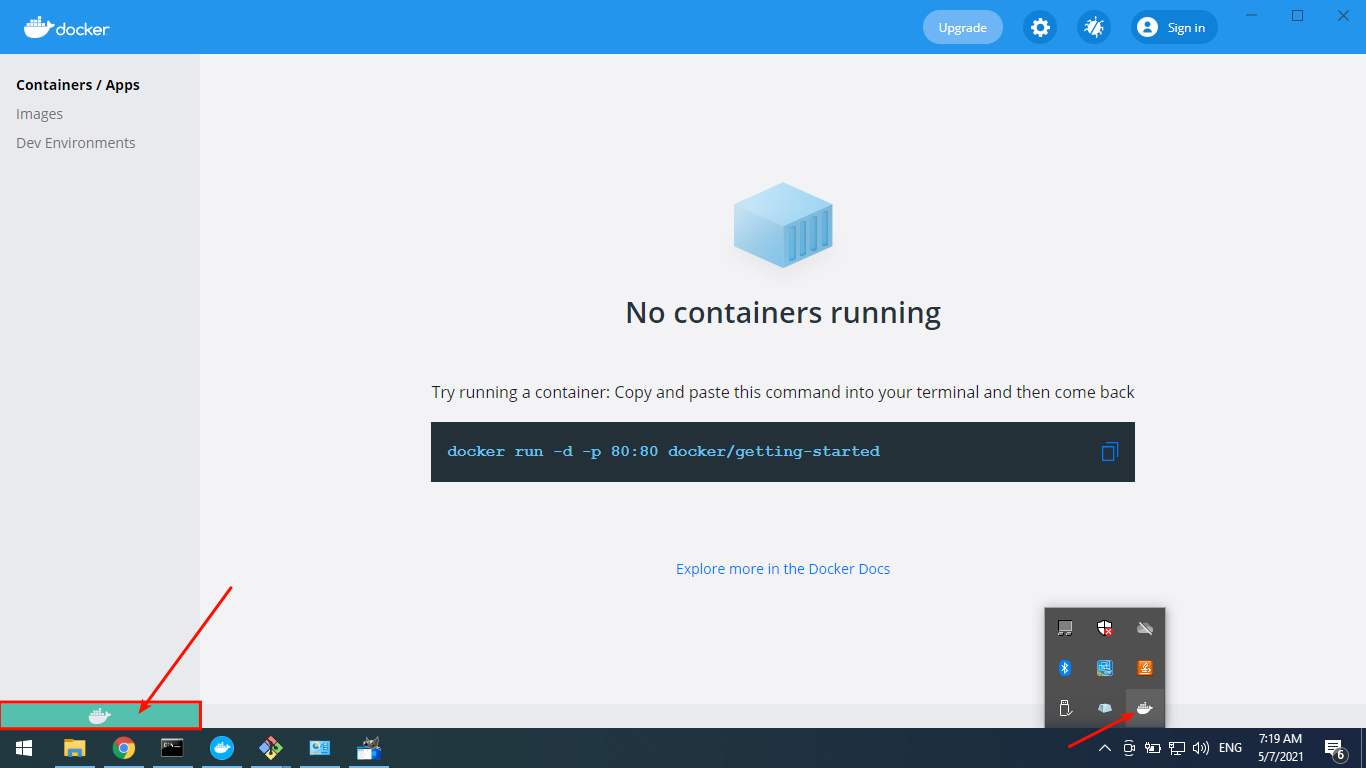 docker
Upgrade
Sign in
Containers / Apps
Images
Dev Environments
No containers running
Try running a container: Copy and paste this command into your terminal and then come back
docker run -d -p 80:80 docker/getting-started
Explore more in the Docker Docs
ENG
7:19 AM
5/7/2021
6